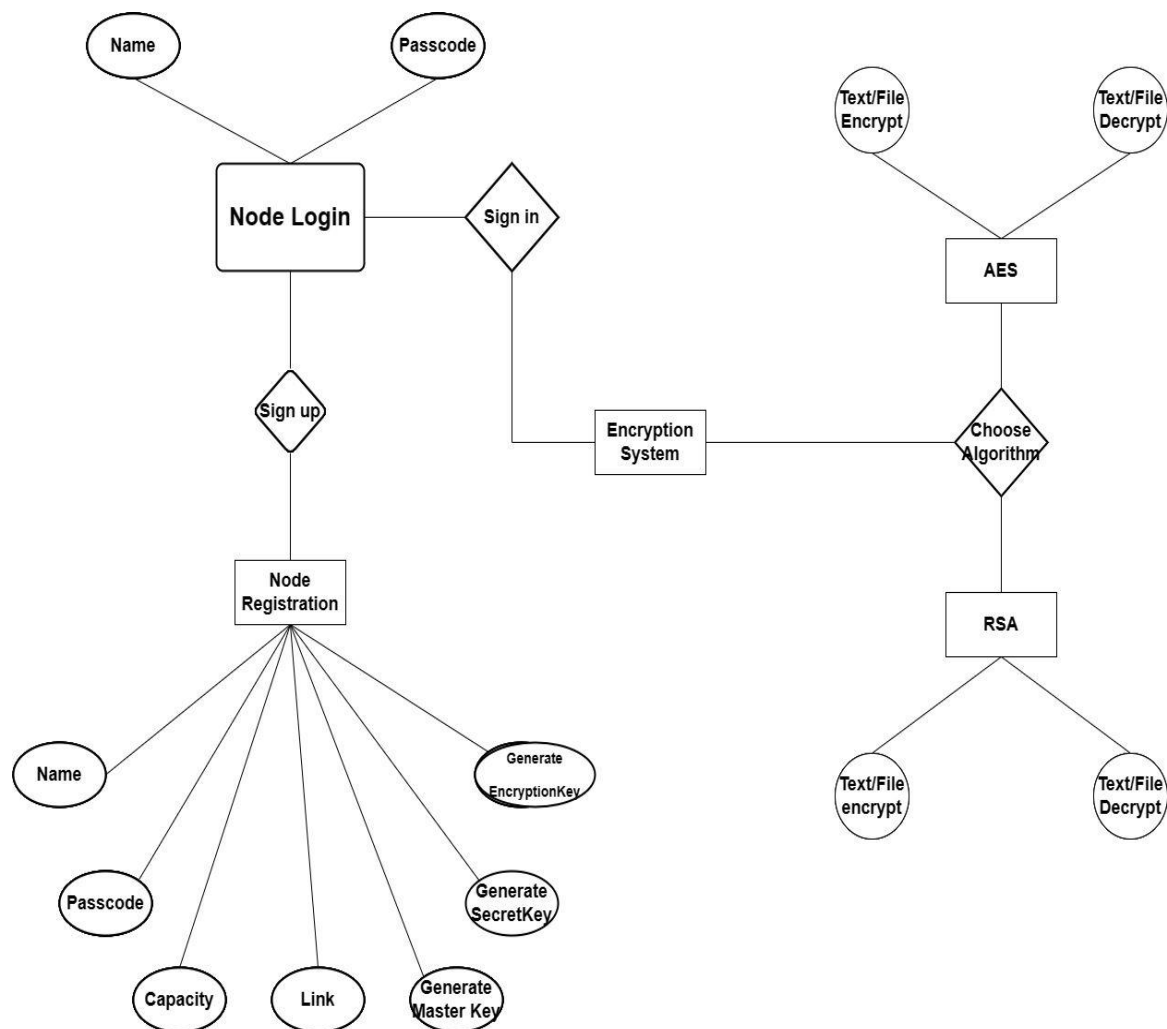 Name
Passcode
Text/File
Encrypt
Text/File
Decrypt
Node Login
Sign in
AES
Sign up
Encryption
System
Choose
Algorithm
Node
Registration
RSA
Name
Generate
EncryptionKey
Text/File
encrypt
Text/File
Decrypt
Passcode
Generate
SecretKey
Capacity
Link
Generate
Master Key